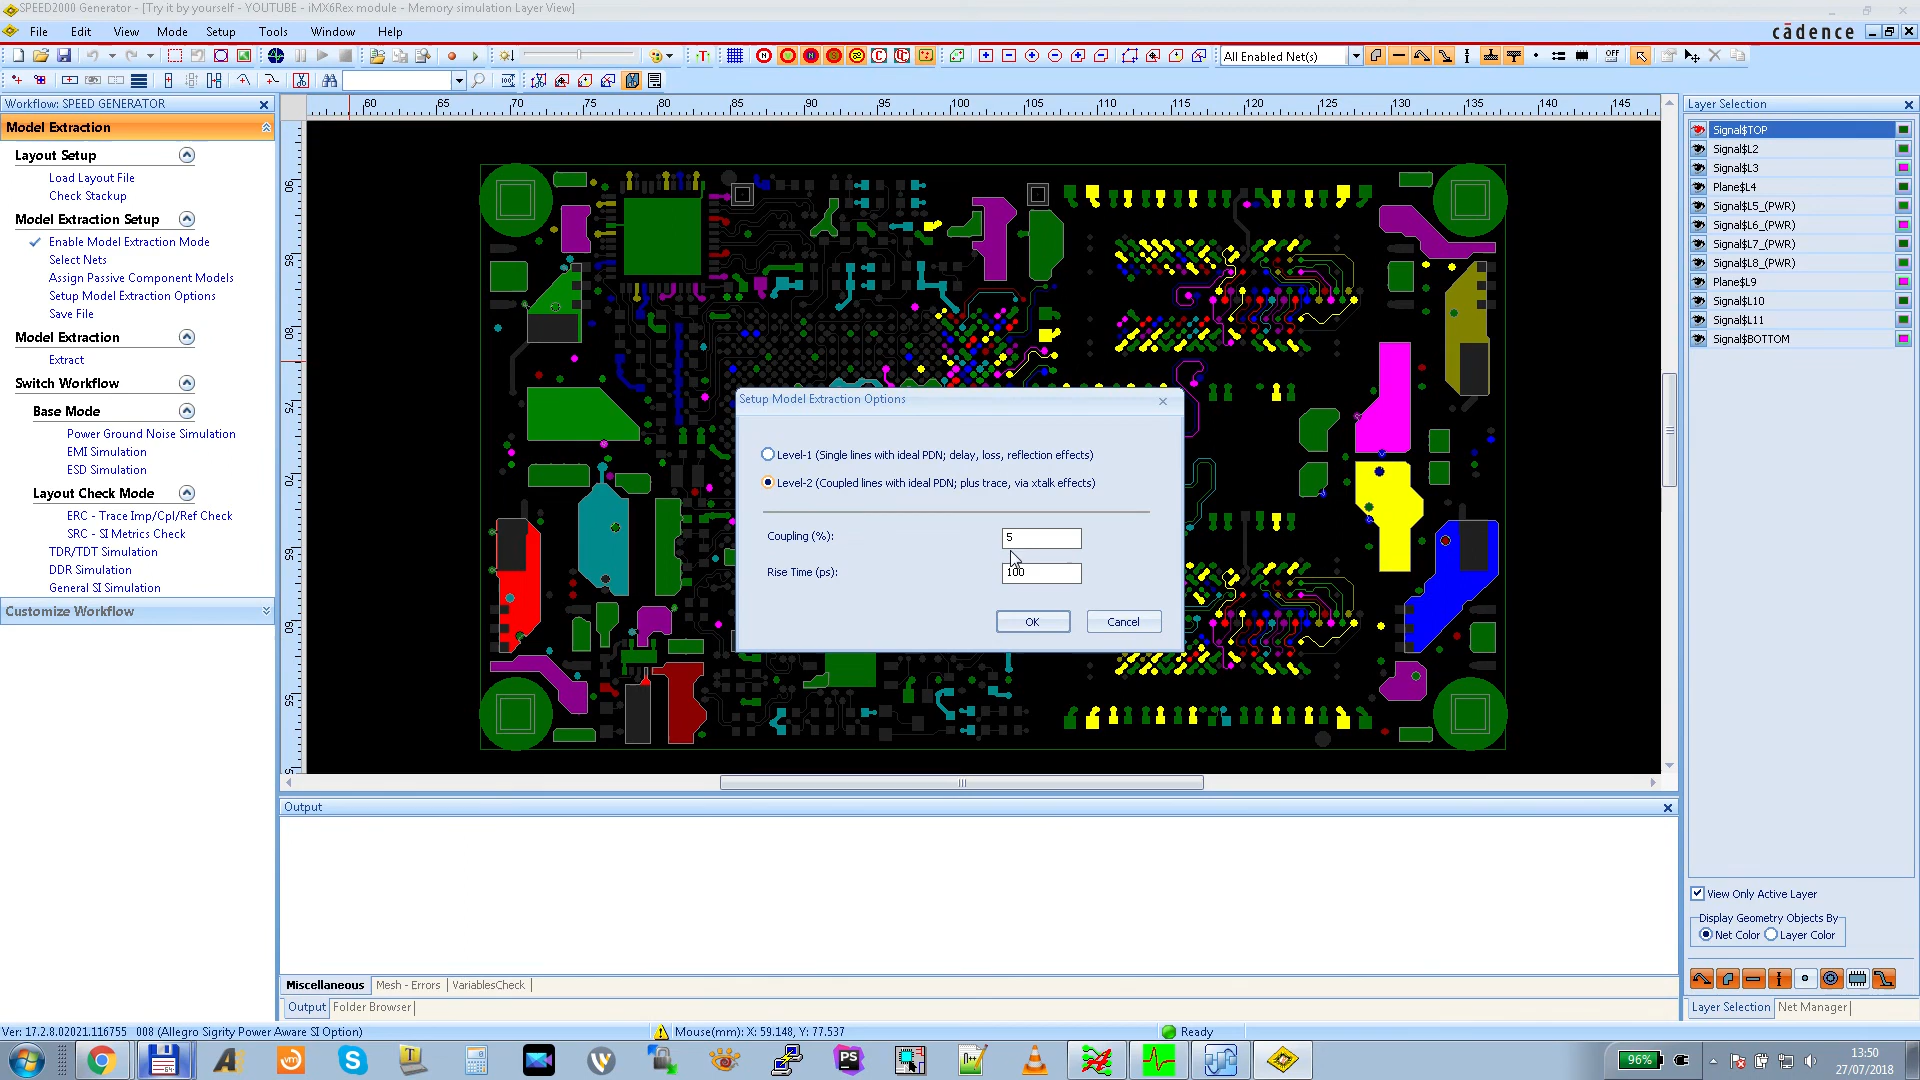 SPEED2000 Generator - [Try it by yourself - YOUTUBE - iMX6Rex module - Memory simulation Layer View]
File Edit View Mode Setup Tools Window Help
cādence
All Enabled Net(s)
Workflow: SPEED GENERATOR
Model Extraction
Layout Setup
Load Layout File
Check Stackup
Model Extraction Setup
Enable Model Extraction Mode
Select Nets
Assign Passive Component Models
Setup Model Extraction Options
Save File
Model Extraction
Extract
Switch Workflow
Base Mode
Power Ground Noise Simulation
EMI Simulation
ESD Simulation
Layout Check Mode
ERC - Trace Imp/Cpl/Ref Check
SRC - SI Metrics Check
TDR/TDT Simulation
DDR Simulation
General SI Simulation
Customize Workflow
60 70 75 80 85 90 95 100 105 110 115 120 125 130 135 140 145
90
85
80
75
70
65
60
55
Setup Model Extraction Options
Level-1 (Single lines with ideal PDN; delay, loss, reflection effects)
Level-2 (Coupled lines with ideal PDN; plus trace, via xtalk effects)
Coupling (%): 5
Rise Time (ps): 100
OK Cancel
Layer Selection
Signal$TOP
Signal$L2
Signal$L3
Plane$L4
Signal$L5_(PWR)
Signal$L6_(PWR)
Signal$L7_(PWR)
Signal$L8_(PWR)
Plane$L9
Signal$L10
Signal$L11
Signal$BOTTOM
View Only Active Layer
Display Geometry Objects By
Net Color Layer Color
Layer Selection Net Manager
Output
Miscellaneous Mesh - Errors VariablesCheck
Output Folder Browser
Ver: 17.2.8.02021.116755 008 (Allegro Sigrity Power Aware SI Option)
Mouse(mm): X: 59.148, Y: 77.537
Ready
96%
13:50
27/07/2018